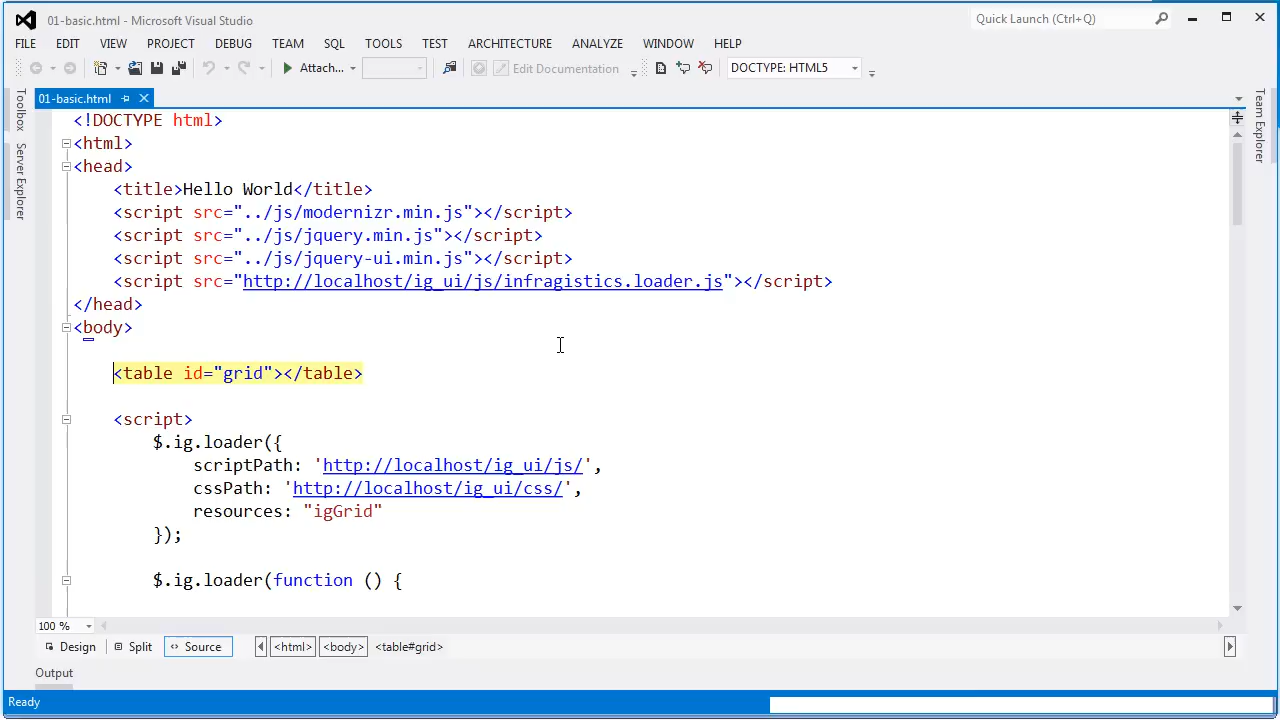 01-basic.html - Microsoft Visual Studio
Quick Launch (Ctrl+Q)
FILE EDIT VIEW PROJECT DEBUG TEAM SQL TOOLS TEST ARCHITECTURE ANALYZE WINDOW HELP
Attach... Edit Documentation DOCTYPE: HTML5
Toolbox
Server Explorer
01-basic.html
Team Explorer
<!DOCTYPE html>
<html>
<head>
<title>Hello World</title>
<script src="../js/modernizr.min.js"></script>
<script src="../js/jquery.min.js"></script>
<script src="../js/jquery-ui.min.js"></script>
<script src="http://localhost/ig_ui/js/infragistics.loader.js"></script>
</head>
<body>
<table id="grid"></table>
<script>
$.ig.loader({
scriptPath: 'http://localhost/ig_ui/js/',
cssPath: 'http://localhost/ig_ui/css/',
resources: "igGrid"
});
$.ig.loader(function () {
100 %
Design Split Source <html> <body> <table#grid>
Output
Ready